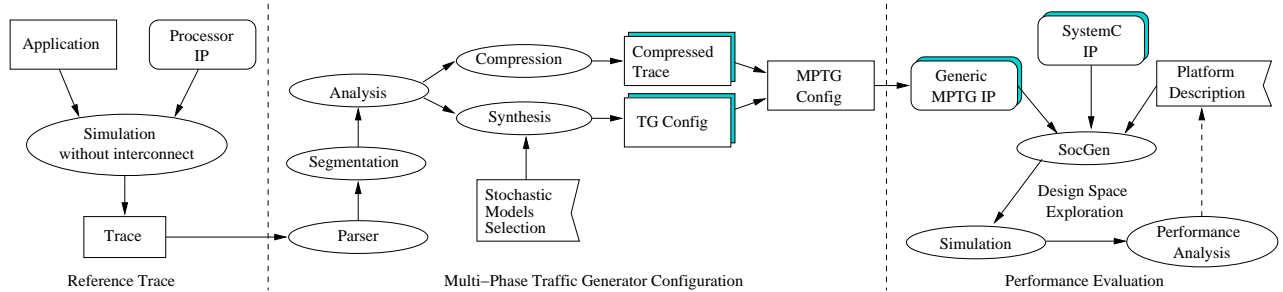 Application
Processor
IP
Simulation
without interconnect
Trace
Reference Trace
Analysis
Segmentation
Parser
Compression
Synthesis
Stochastic
Models
Selection
Compressed
Trace
TG Config
MPTG
Config
Multi−Phase Traffic Generator Configuration
SystemC
IP
Generic
MPTG IP
Platform
Description
SocGen
Design Space
Exploration
Simulation
Performance
Analysis
Performance Evaluation